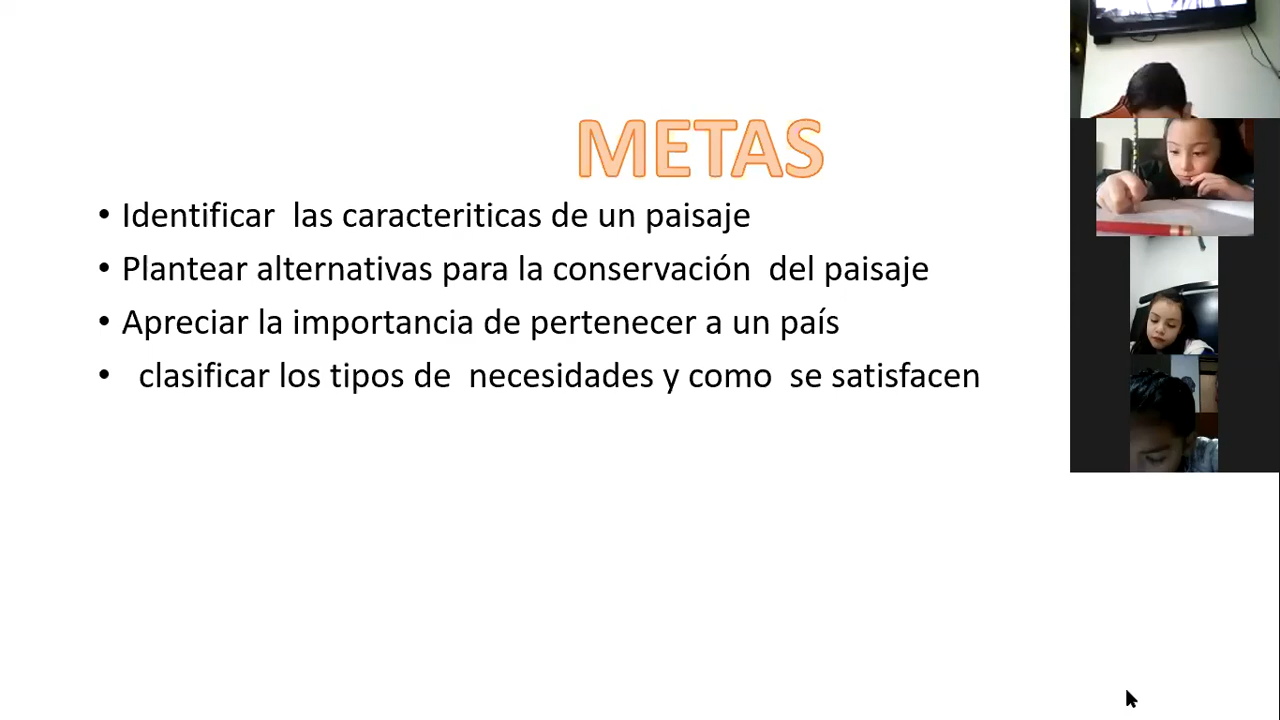 METAS
• Identificar las caracteriticas de un paisaje
• Plantear alternativas para la conservación del paisaje
• Apreciar la importancia de pertenecer a un país
• clasificar los tipos de necesidades y como se satisfacen